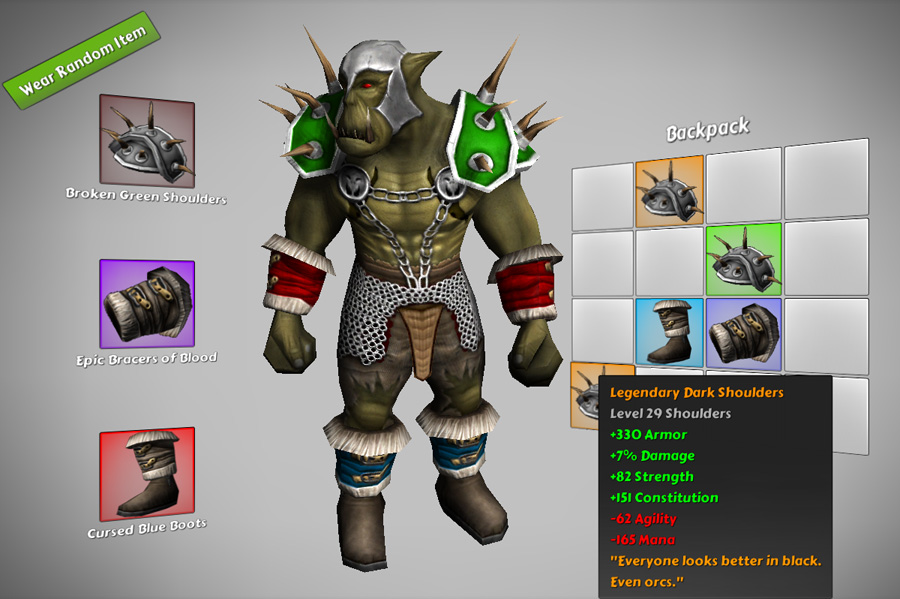 Wear Random Item
Broken Green Shoulders
Epic Bracers of Blood
Cursed Blue Boots
Backpack
Legendary Dark Shoulders
Level 29 Shoulders
+330 Armor
+7% Damage
+82 Strength
+151 Constitution
-62 Agility
-165 Mana
"Everyone looks better in black.
Even orcs."